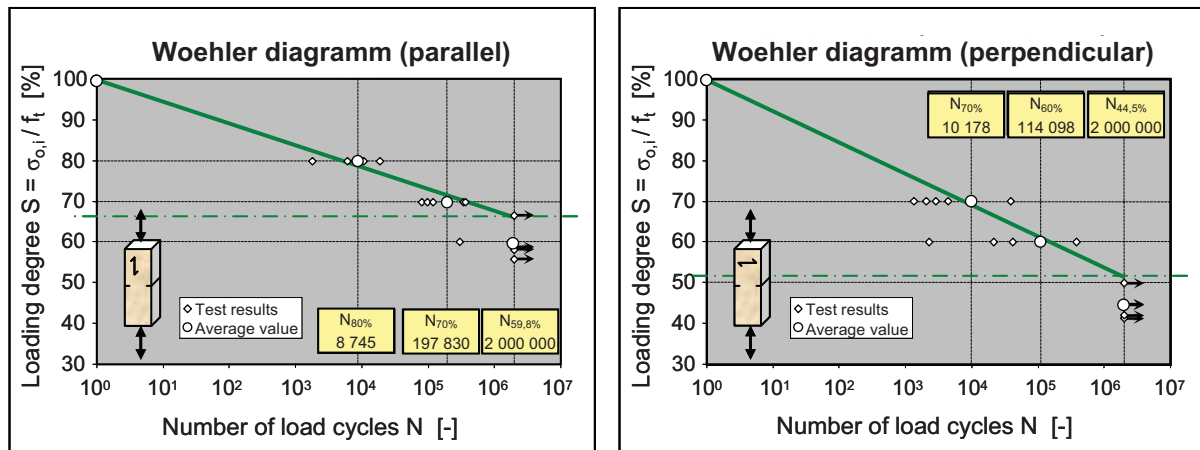 Woehler diagramm (parallel)
Loading degree S = σo,i / ft [%]
100
90
80
70
60
50
40
30
Test results
Average value
N80%
8 745
N70%
197 830
N59,8%
2 000 000
10⁰ 10¹ 10² 10³ 10⁴ 10⁵ 10⁶ 10⁷
Number of load cycles N [-]
Woehler diagramm (perpendicular)
Loading degree S = σo,i / ft [%]
100
90
80
70
60
50
40
30
N70%
10 178
N60%
114 098
N44,5%
2 000 000
Test results
Average value
10⁰ 10¹ 10² 10³ 10⁴ 10⁵ 10⁶ 10⁷
Number of load cycles N [-]